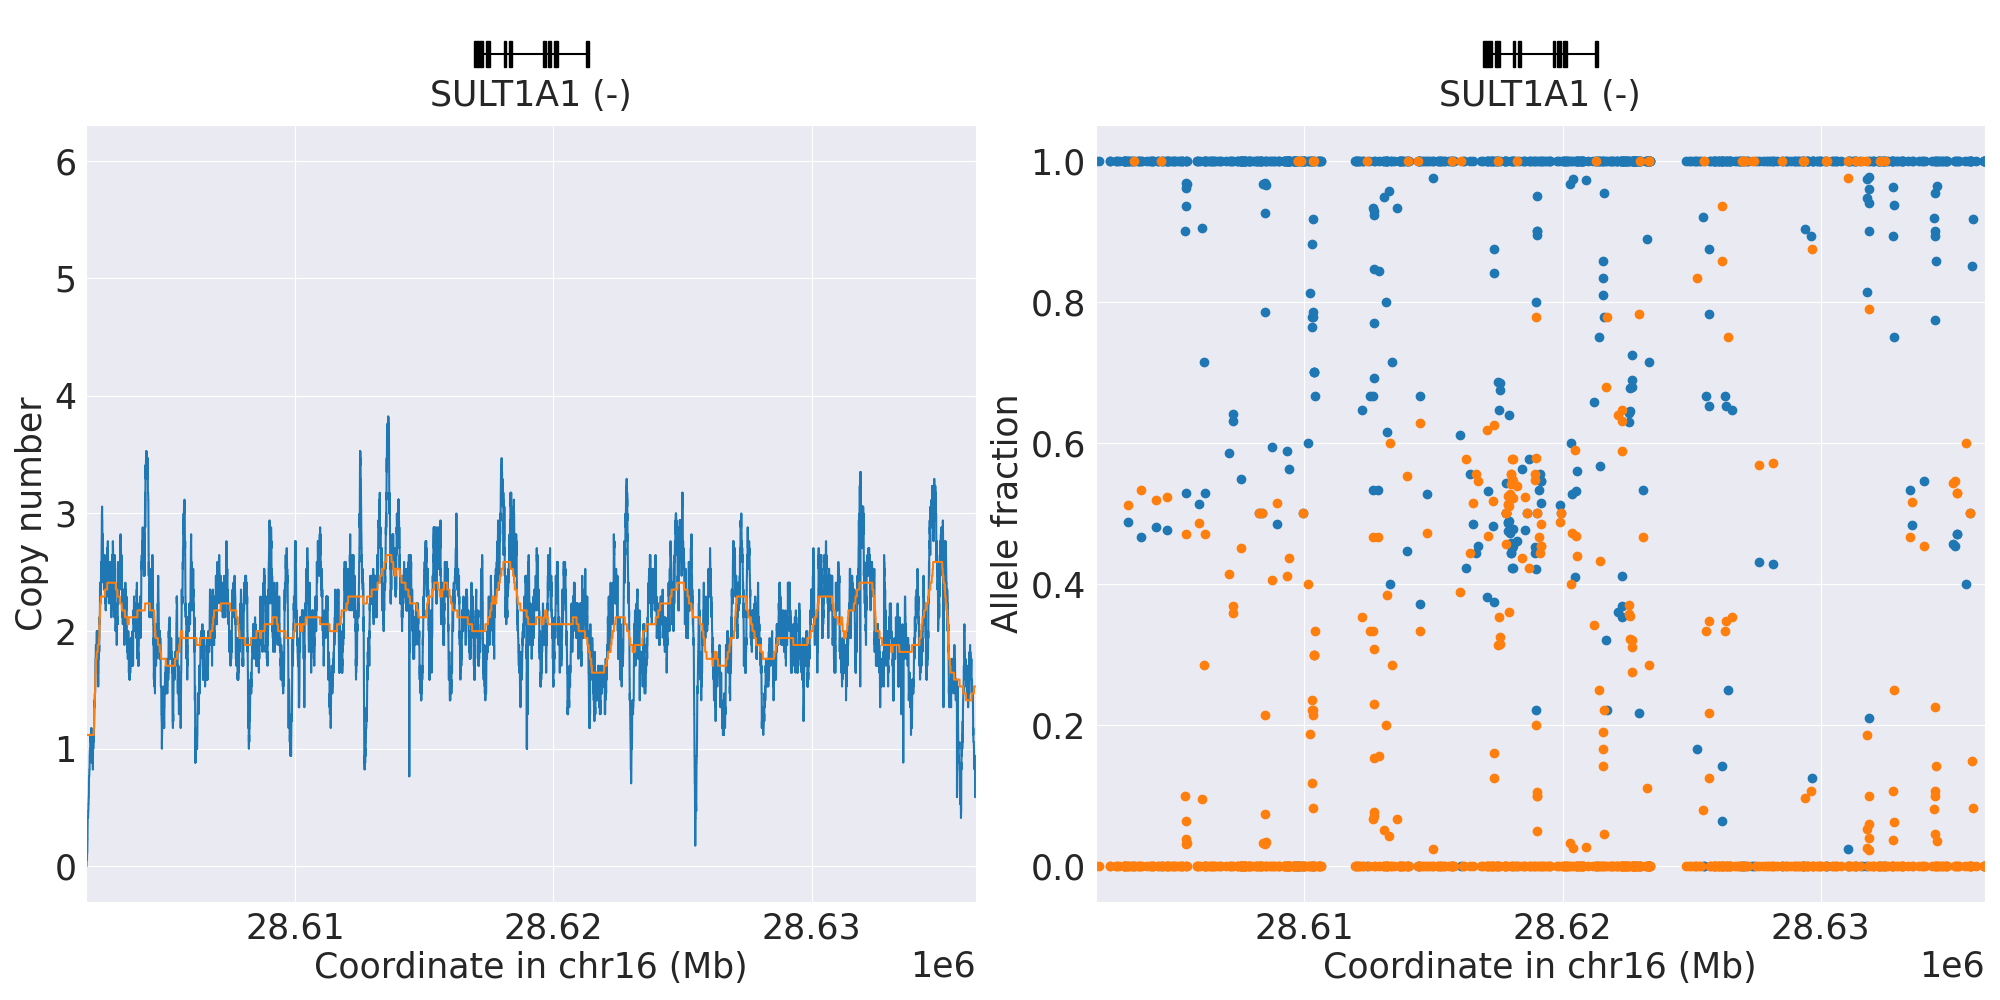 SULT1A1 (-)
6
5
4
3
2
1
0
Copy number
28.61
28.62
28.63
Coordinate in chr16 (Mb)
1e6
SULT1A1 (-)
1.0
0.8
0.6
0.4
0.2
0.0
Allele fraction
28.61
28.62
28.63
Coordinate in chr16 (Mb)
1e6